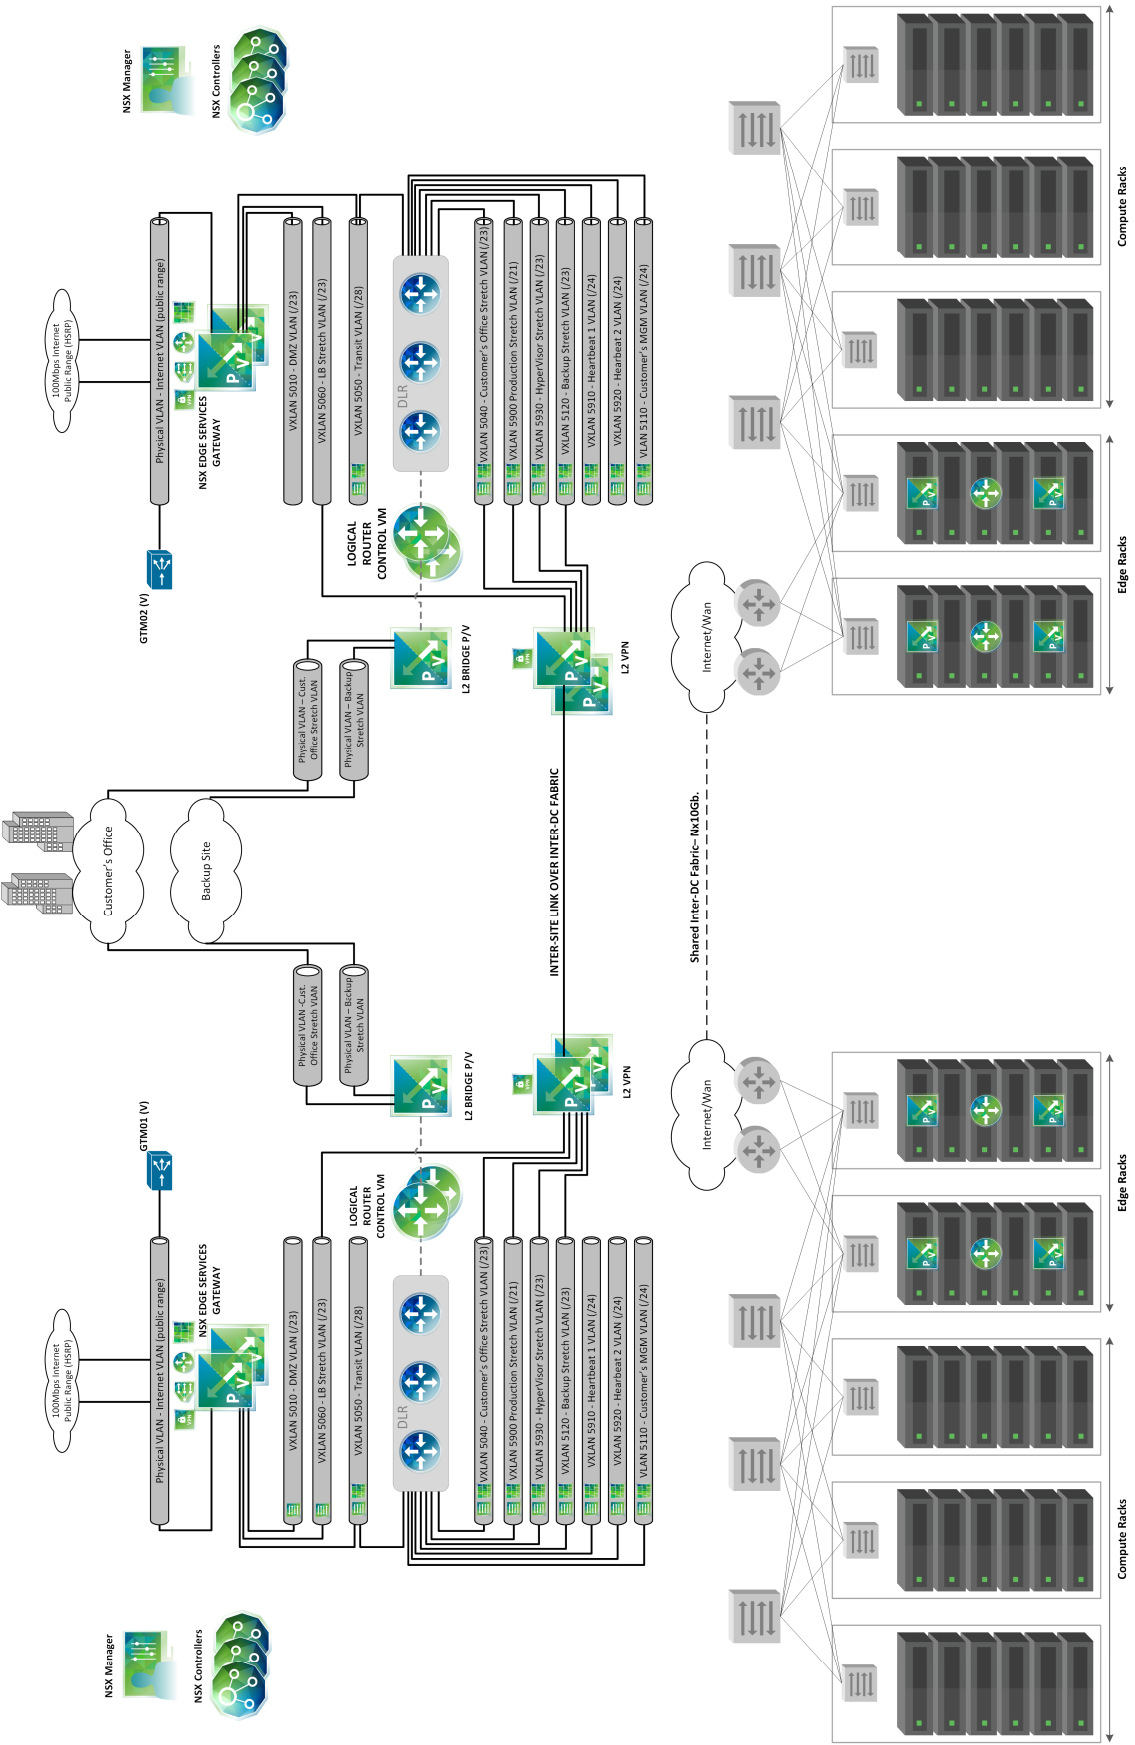 100Mbps Internet
Public Range (HSRP)
GTM01 (V)
Physical VLAN - Internet VLAN (public range)
VPN
NSX EDGE SERVICES
GATEWAY
P
V
V
NSX Manager
NSX Controllers
VXLAN 5010 - DMZ VLAN (/23)
VXLAN 5060 - LB Stretch VLAN (/23)
VXLAN 5050 - Transit VLAN (/28)
DLR
LOGICAL
ROUTER
CONTROL VM
VXLAN 5040 - Customer's Office Stretch VLAN (/23)
VXLAN 5900 Production Stretch VLAN (/21)
VXLAN 5930 - HyperVisor Stretch VLAN (/23)
VXLAN 5120 - Backup Stretch VLAN (/23)
VXLAN 5910 - Heartbeat 1 VLAN (/24)
VXLAN 5920 - Hearbeat 2 VLAN (/24)
VLAN 5110 - Customer's MGM VLAN (/24)
Customer's Office
Backup Site
Physical VLAN -Cust.
Office Stretch VLAN
Physical VLAN – Backup
Stretch VLAN
P
V
L2 BRIDGE P/V
VPN
P
V
V
L2 VPN
INTER-SITE LINK OVER INTER-DC FABRIC
Physical VLAN – Cust.
Office Stretch VLAN
Physical VLAN – Backup
Stretch VLAN
P
V
L2 BRIDGE P/V
VPN
P
V
P
V
L2 VPN
100Mbps Internet
Public Range (HSRP)
GTM02 (V)
Physical VLAN - Internet VLAN (public range)
VPN
NSX EDGE SERVICES
GATEWAY
P
V
V
NSX Manager
NSX Controllers
VXLAN 5010 - DMZ VLAN (/23)
VXLAN 5060 - LB Stretch VLAN (/23)
VXLAN 5050 - Transit VLAN (/28)
DLR
LOGICAL
ROUTER
CONTROL VM
VXLAN 5040 - Customer's Office Stretch VLAN (/23)
VXLAN 5900 Production Stretch VLAN (/21)
VXLAN 5930 - HyperVisor Stretch VLAN (/23)
VXLAN 5120 - Backup Stretch VLAN (/23)
VXLAN 5910 - Heartbeat 1 VLAN (/24)
VXLAN 5920 - Hearbeat 2 VLAN (/24)
VLAN 5110 - Customer's MGM VLAN (/24)
Internet/Wan
Shared Inter-DC Fabric– Nx10Gb.
Internet/Wan
P V
P V
P V
P V
P V
P V
P V
P V
Compute Racks
Edge Racks
Edge Racks
Compute Racks